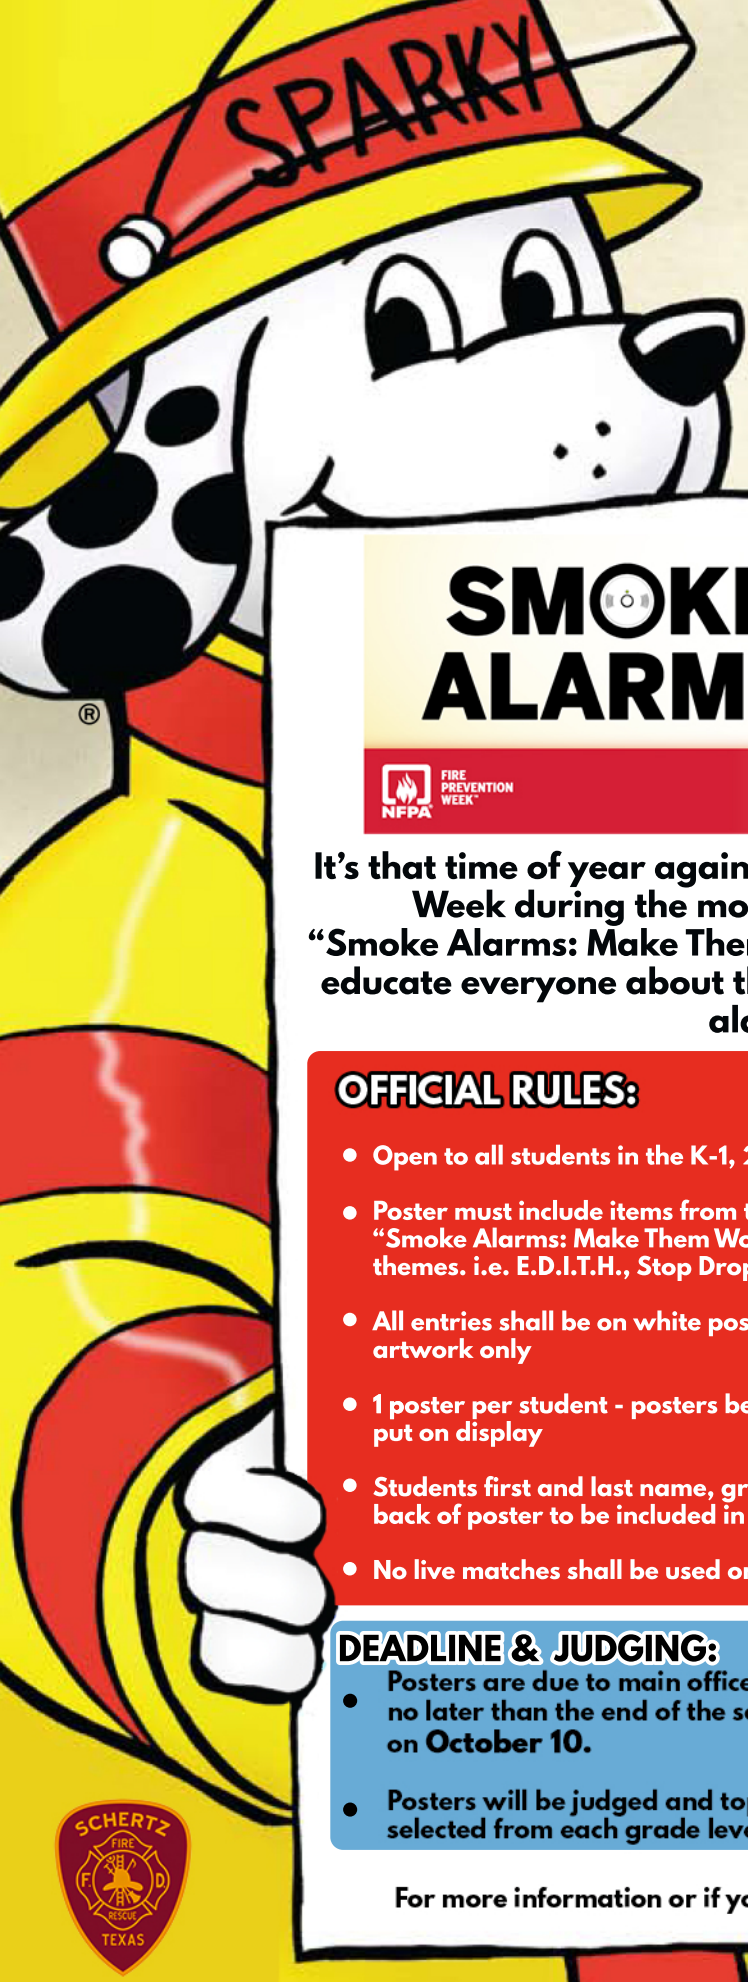 SPARKY
®
SMOKE
ALARM
NFPA
FIRE
PREVENTION
WEEK™
It's that time of year again
Week during the mo
“Smoke Alarms: Make The
educate everyone about t
al
OFFICIAL RULES:
• Open to all students in the K-1,
• Poster must include items from
“Smoke Alarms: Make Them Wo
themes. i.e. E.D.I.T.H., Stop Drop
• All entries shall be on white pos
artwork only
• 1 poster per student - posters be
put on display
• Students first and last name, gr
back of poster to be included in
• No live matches shall be used or
DEADLINE & JUDGING:
• Posters are due to main office
no later than the end of the s
on October 10.
• Posters will be judged and to
selected from each grade leve
For more information or if yo
SCHERTZ
FIRE
F. D.
RESCUE
TEXAS